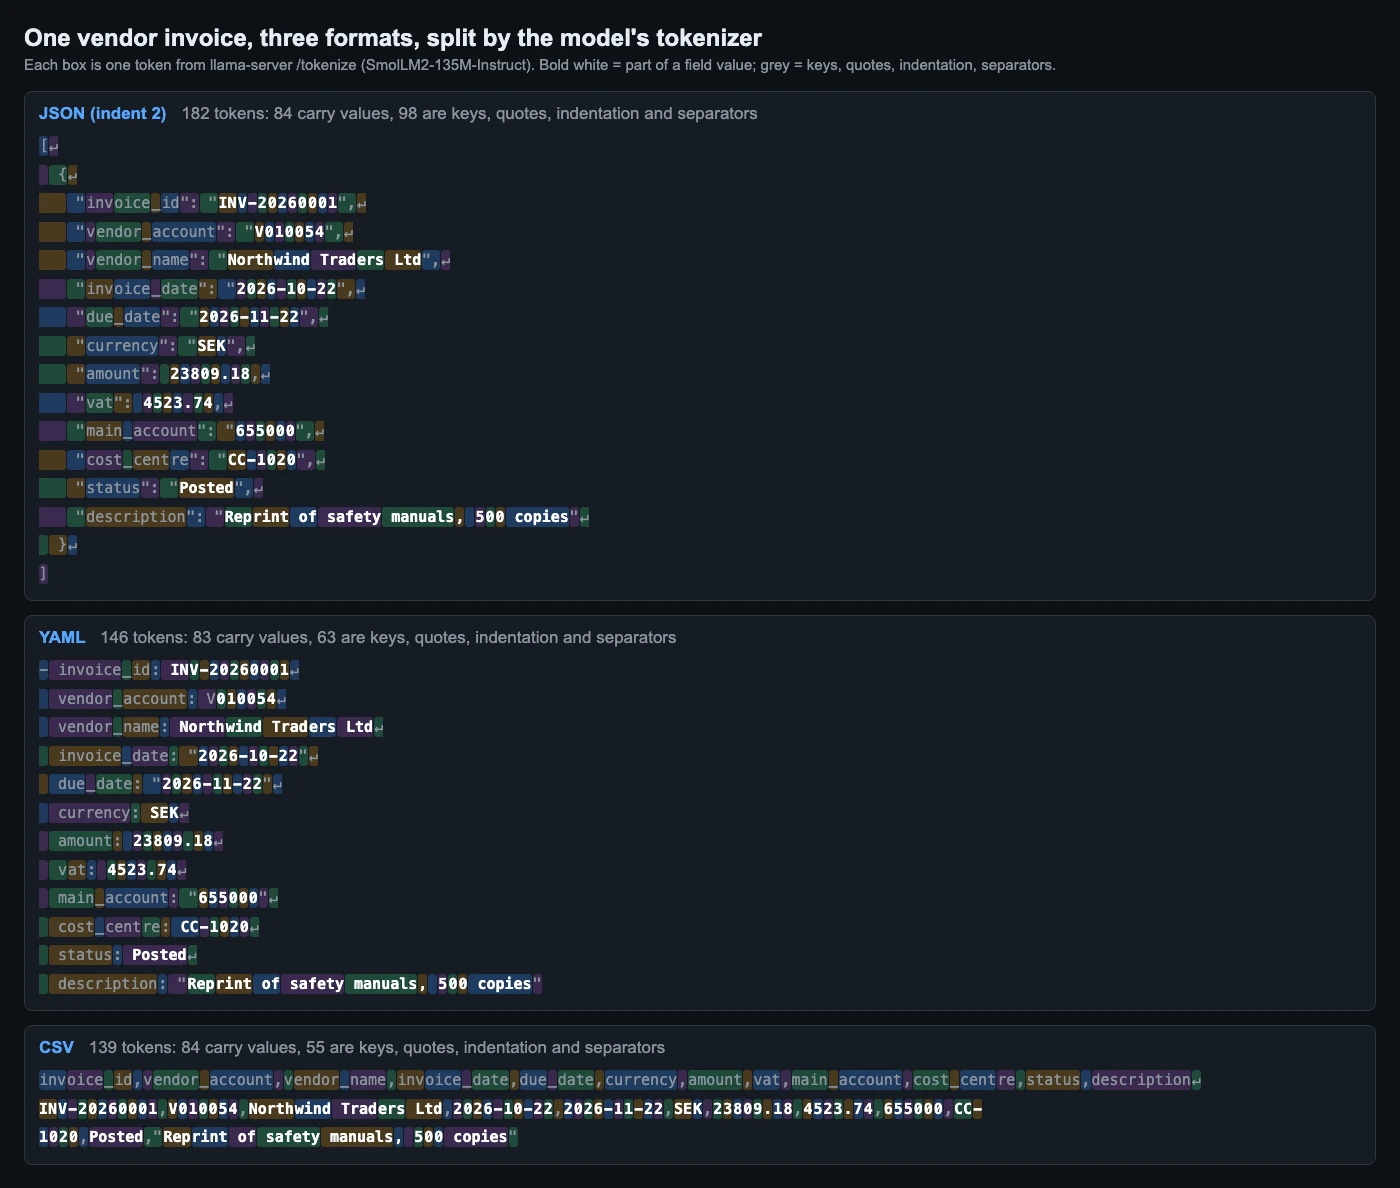 One vendor invoice, three formats, split by the model's tokenizer
Each box is one token from llama-server /tokenize (SmolLM2-135M-Instruct). Bold white = part of a field value; grey = keys, quotes, indentation, separators.
JSON (indent 2) 182 tokens: 84 carry values, 98 are keys, quotes, indentation and separators
[↵
{↵
"invoice_id": "INV-20260001",↵
"vendor_account": "V010054",↵
"vendor_name": "Northwind Traders Ltd",↵
"invoice_date": "2026-10-22",↵
"due_date": "2026-11-22",↵
"currency": "SEK",↵
"amount": 23809.18,↵
"vat": 4523.74,↵
"main_account": "655000",↵
"cost_centre": "CC-1020",↵
"status": "Posted",↵
"description": "Reprint of safety manuals, 500 copies"↵
}↵
]
YAML 146 tokens: 83 carry values, 63 are keys, quotes, indentation and separators
- invoice_id: INV-20260001↵
vendor_account: V010054↵
vendor_name: Northwind Traders Ltd↵
invoice_date: "2026-10-22"↵
due_date: "2026-11-22"↵
currency: SEK↵
amount: 23809.18↵
vat: 4523.74↵
main_account: "655000"↵
cost_centre: CC-1020↵
status: Posted↵
description: "Reprint of safety manuals, 500 copies"
CSV 139 tokens: 84 carry values, 55 are keys, quotes, indentation and separators
invoice_id,vendor_account,vendor_name,invoice_date,due_date,currency,amount,vat,main_account,cost_centre,status,description↵
INV-20260001,V010054,Northwind Traders Ltd,2026-10-22,2026-11-22,SEK,23809.18,4523.74,655000,CC-
1020,Posted,"Reprint of safety manuals, 500 copies"